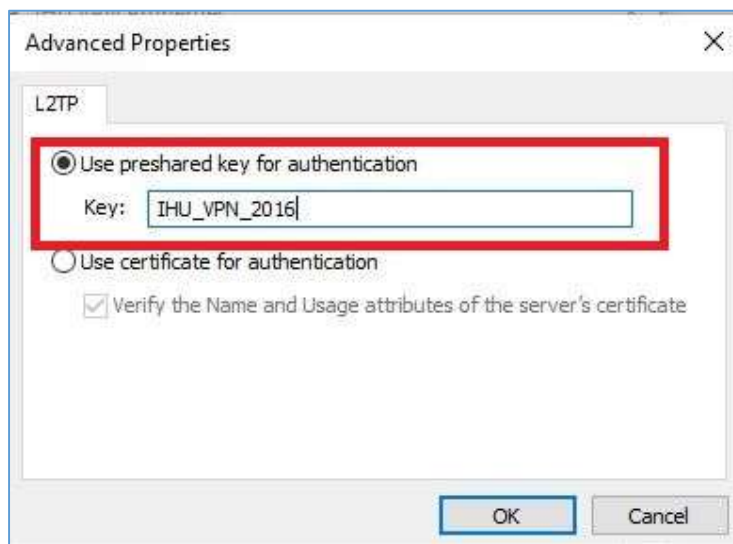 Advanced Properties
L2TP
Use preshared key for authentication
Key: IHU_VPN_2016
Use certificate for authentication
Verify the Name and Usage attributes of the server's certificate
OK Cancel